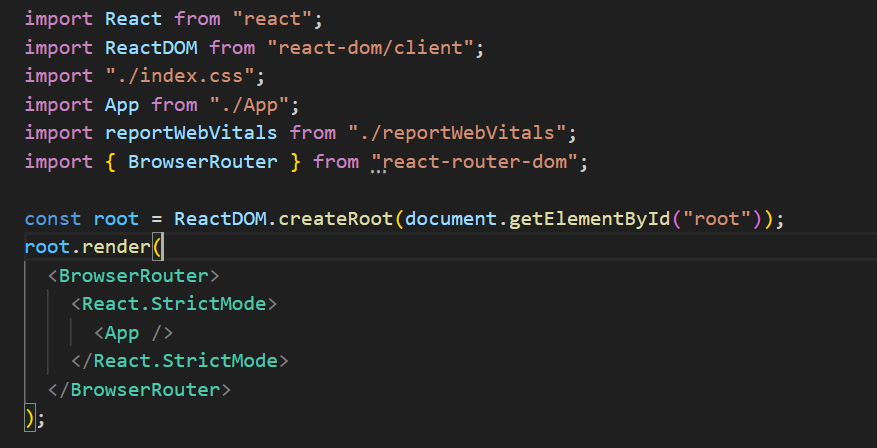 import React from "react";
import ReactDOM from "react-dom/client";
import "./index.css";
import App from "./App";
import reportWebVitals from "./reportWebVitals";
import { BrowserRouter } from "react-router-dom";

const root = ReactDOM.createRoot(document.getElementById("root"));
root.render(
  <BrowserRouter>
    <React.StrictMode>
      <App />
    </React.StrictMode>
  </BrowserRouter>
);